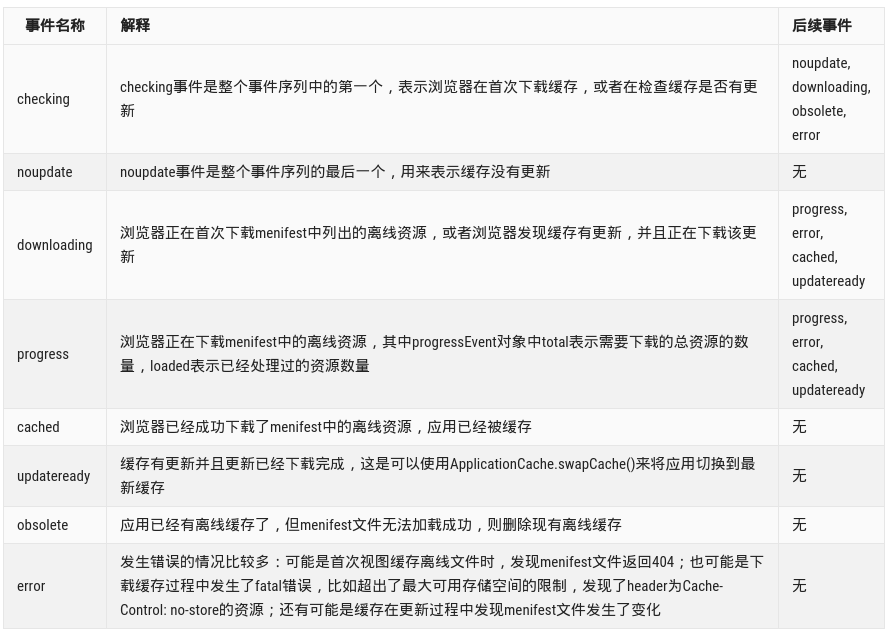 事件名称 解释 后续事件
checking
checking事件是整个事件序列中的第一个，表示浏览器在首次下载缓存，或者在检查缓存是否有更
新
noupdate,
downloading,
obsolete,
error
noupdate
noupdate事件是整个事件序列的最后一个，用来表示缓存没有更新
无
downloading
浏览器正在首次下载menifest中列出的离线资源，或者浏览器发现缓存有更新，并且正在下载该更
新
progress,
error,
cached,
updateready
progress
浏览器正在下载menifest中的离线资源，其中progressEvent对象中total表示需要下载的总资源的数
量，loaded表示已经处理过的资源数量
progress,
error,
cached,
updateready
cached
浏览器已经成功下载了menifest中的离线资源，应用已经被缓存
无
updateready
缓存有更新并且更新已经下载完成，这是可以使用ApplicationCache.swapCache()来将应用切换到最
新缓存
无
obsolete
应用已经有离线缓存了，但menifest文件无法加载成功，则删除现有离线缓存
无
error
发生错误的情况比较多：可能是首次视图缓存离线文件时，发现menifest文件返回404；也可能是下
载缓存过程中发生了fatal错误，比如超出了最大可用存储空间的限制，发现了header为Cache-
Control: no-store的资源；还有可能是缓存在更新过程中发现menifest文件发生了变化
无